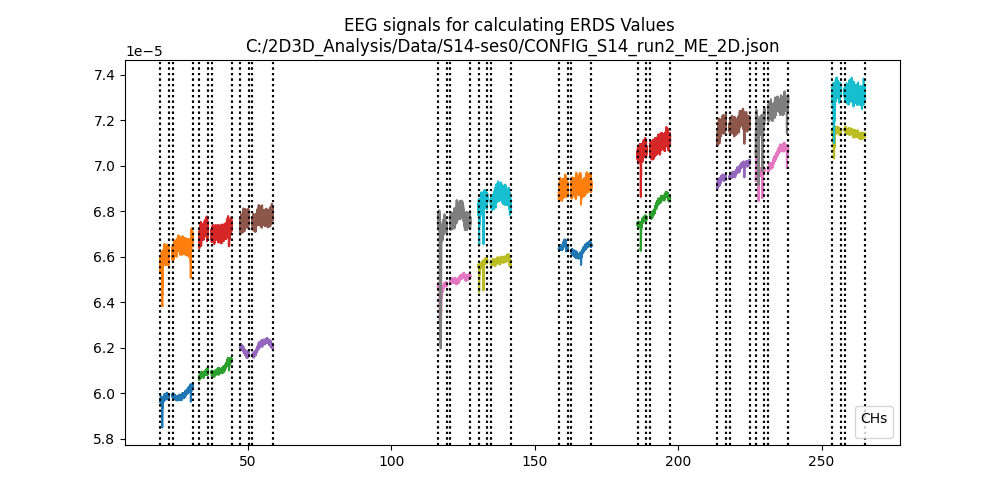 EEG signals for calculating ERDS Values
C:/2D3D_Analysis/Data/S14-ses0/CONFIG_S14_run2_ME_2D.json
1e−5
7.4
7.2
7.0
6.8
6.6
6.4
6.2
6.0
5.8
CHs
50 100 150 200 250